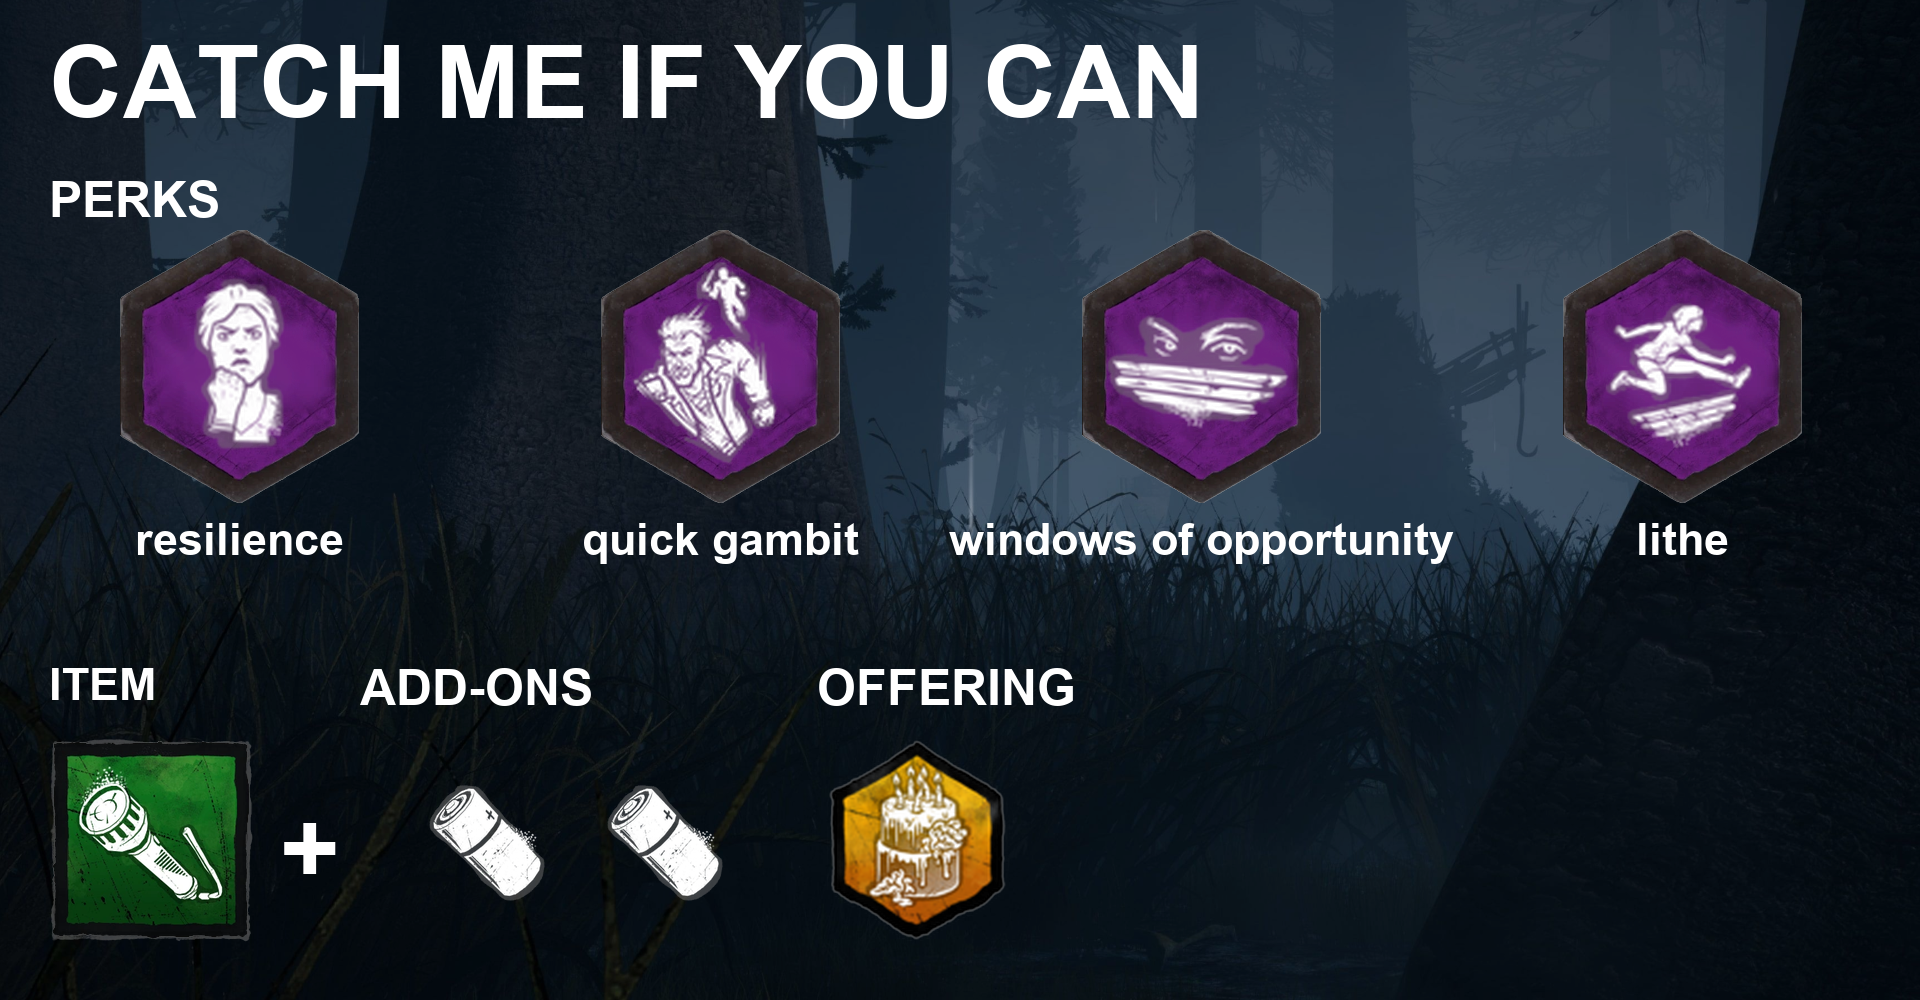 CATCH ME IF YOU CAN
PERKS
resilience
quick gambit
windows of opportunity
lithe
ITEM
ADD-ONS
OFFERING
+